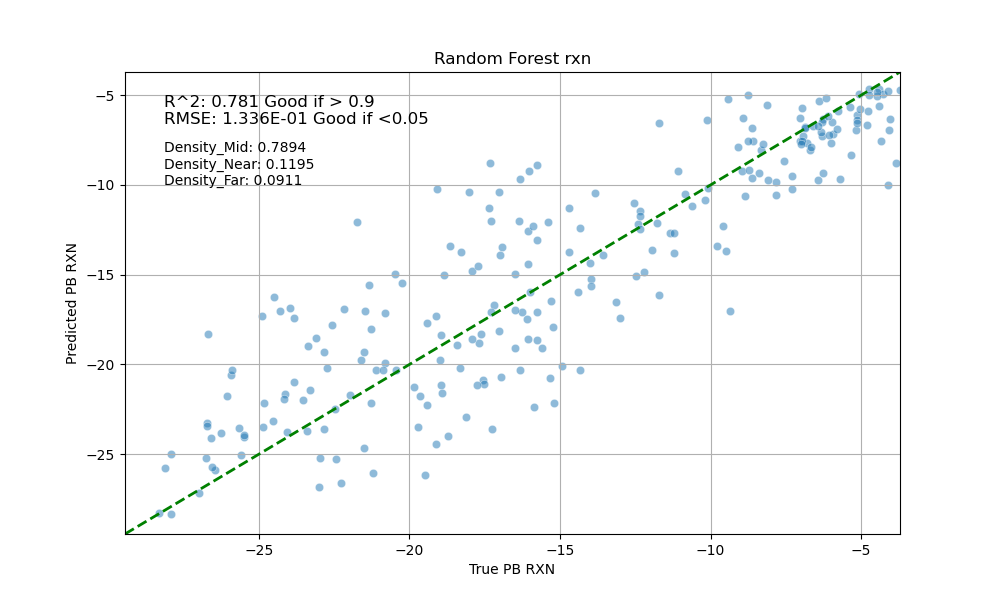 Random Forest rxn
R^2: 0.781 Good if > 0.9
RMSE: 1.336E-01 Good if <0.05
Density_Mid: 0.7894
Density_Near: 0.1195
Density_Far: 0.0911
Predicted PB RXN
−5
−10
−15
−20
−25
−25
−20
−15
−10
−5
True PB RXN